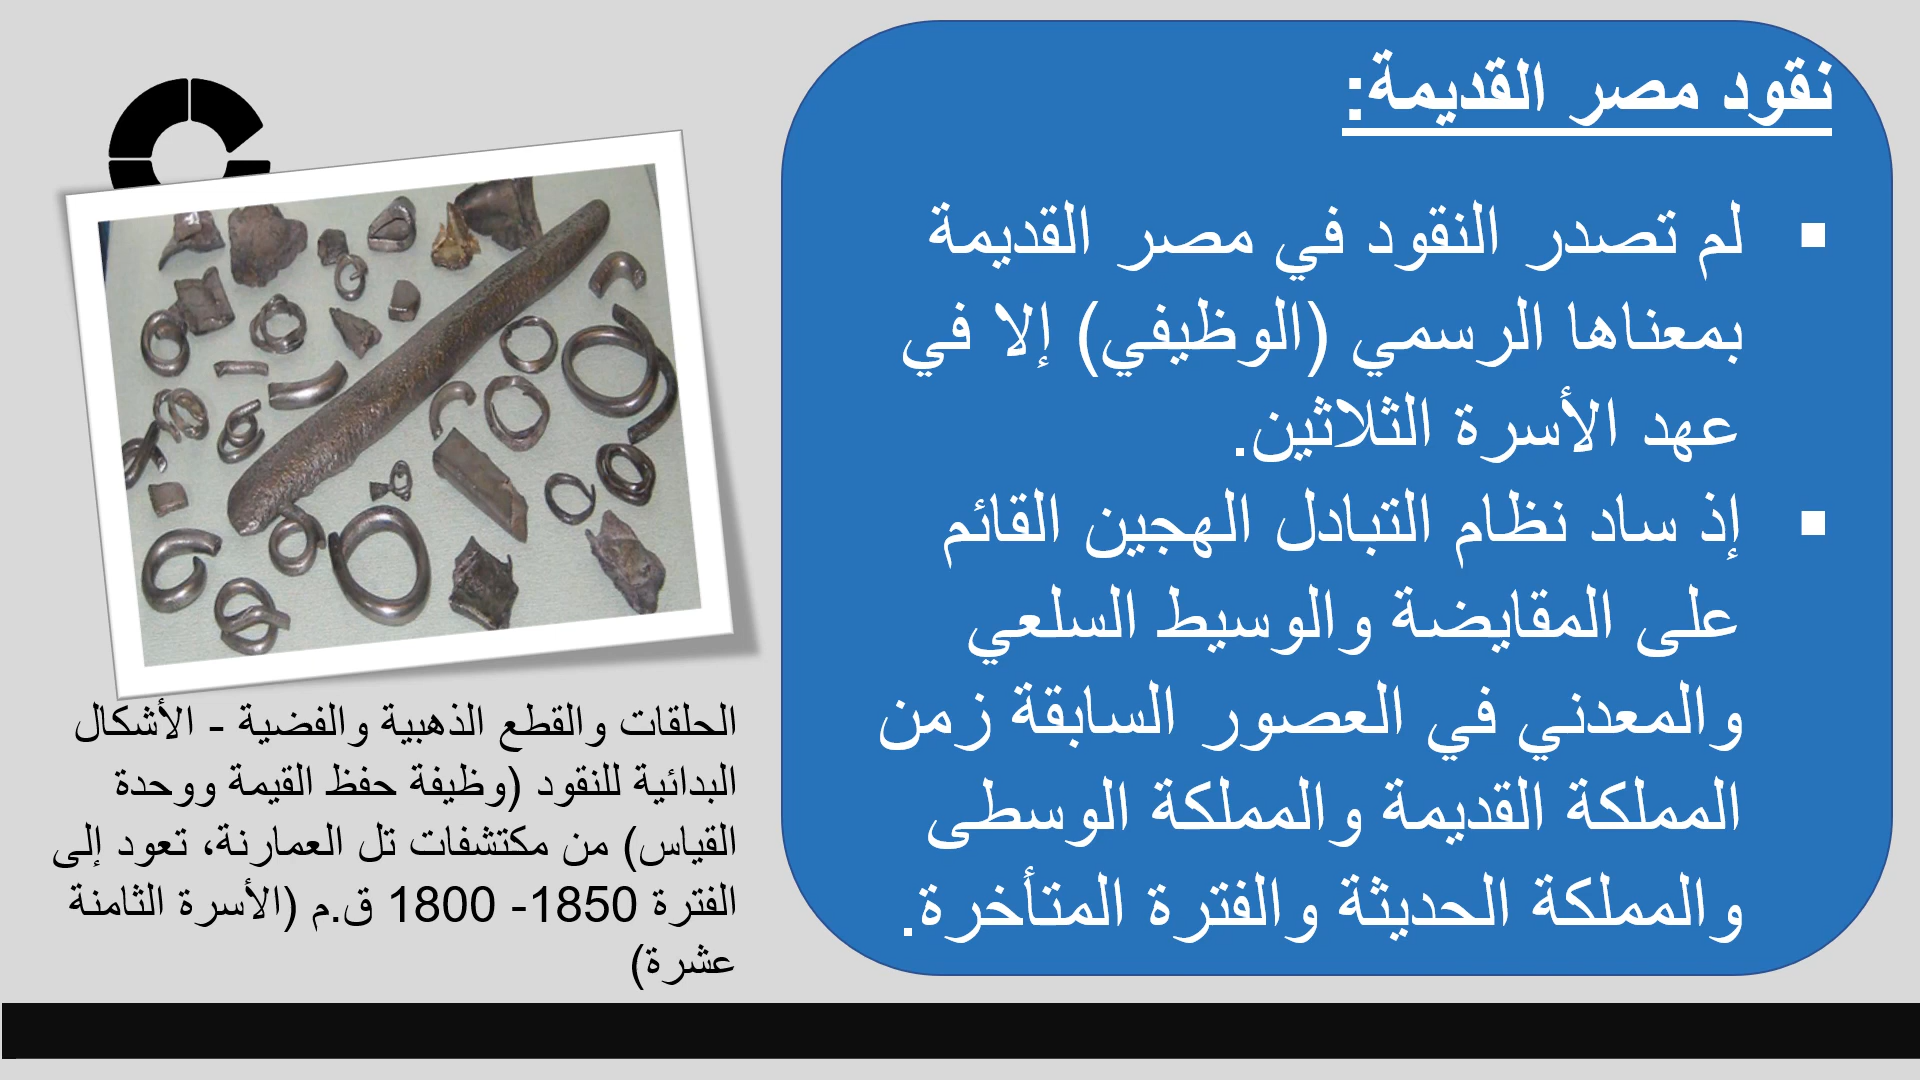 نقود مصر القديمة:
▪ لم تصدر النقود في مصر القديمة
بمعناها الرسمي (الوظيفي) إلا في
عهد الأسرة الثلاثين.
▪ إذ ساد نظام التبادل الهجين القائم
على المقايضة والوسيط السلعي
والمعدني في العصور السابقة زمن
المملكة القديمة والمملكة الوسطى
والمملكة الحديثة والفترة المتأخرة.
الحلقات والقطع الذهبية والفضية - الأشكال
البدائية للنقود (وظيفة حفظ القيمة ووحدة
القياس) من مكتشفات تل العمارنة، تعود إلى
الفترة 1850- 1800 ق.م (الأسرة الثامنة
عشرة)